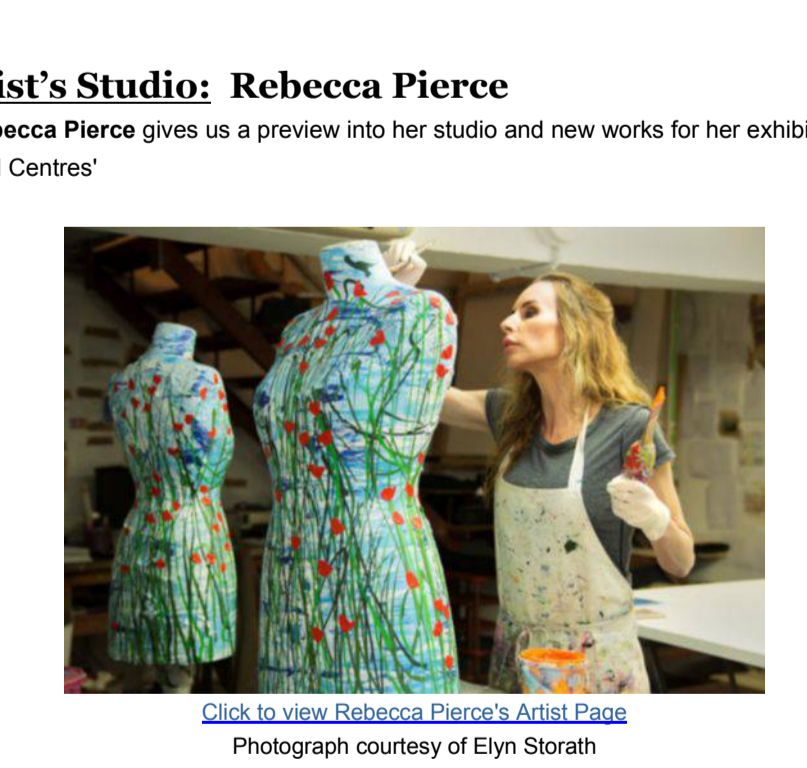 ist's Studio: Rebecca Pierce
becca Pierce gives us a preview into her studio and new works for her exhibi
l Centres'
Click to view Rebecca Pierce's Artist Page
Photograph courtesy of Elyn Storath